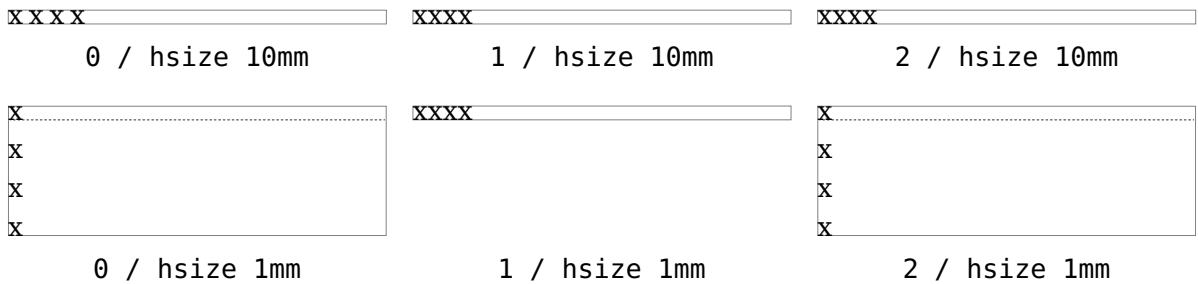 x x x x xxxx xxxx
0 / hsize 10mm 1 / hsize 10mm 2 / hsize 10mm
x xxxx x
x x
x x
x x
0 / hsize 1mm 1 / hsize 1mm 2 / hsize 1mm